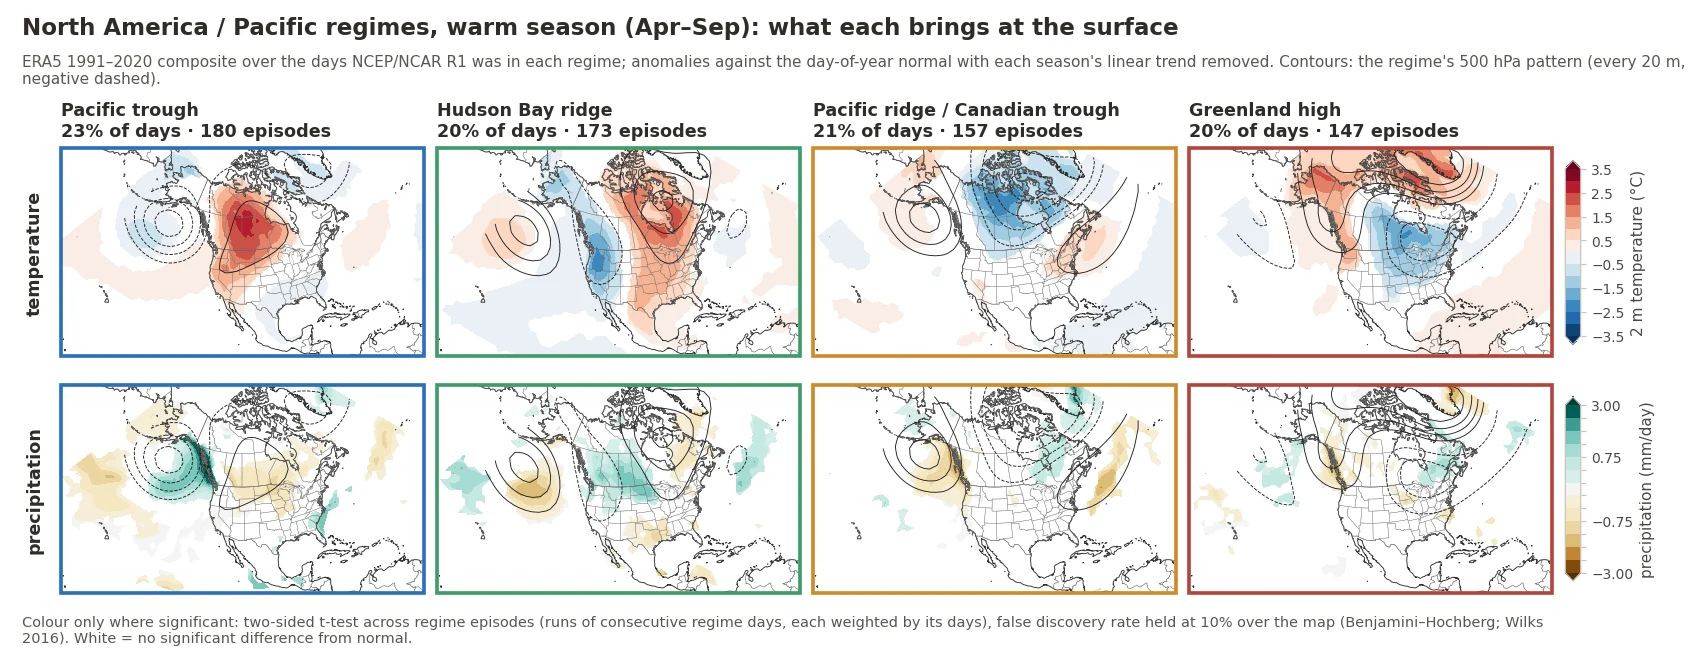 North America / Pacific regimes, warm season (Apr–Sep): what each brings at the surface
ERA5 1991–2020 composite over the days NCEP/NCAR R1 was in each regime; anomalies against the day-of-year normal with each season's linear trend removed. Contours: the regime's 500 hPa pattern (every 20 m,
negative dashed).
Pacific trough
23% of days · 180 episodes
Hudson Bay ridge
20% of days · 173 episodes
Pacific ridge / Canadian trough
21% of days · 157 episodes
Greenland high
20% of days · 147 episodes
temperature
3.5
2.5
1.5
0.5
−0.5
−1.5
−2.5
−3.5
2 m temperature (°C)
precipitation
3.00
0.75
−0.75
−3.00
precipitation (mm/day)
Colour only where significant: two-sided t-test across regime episodes (runs of consecutive regime days, each weighted by its days), false discovery rate held at 10% over the map (Benjamini–Hochberg; Wilks
2016). White = no significant difference from normal.